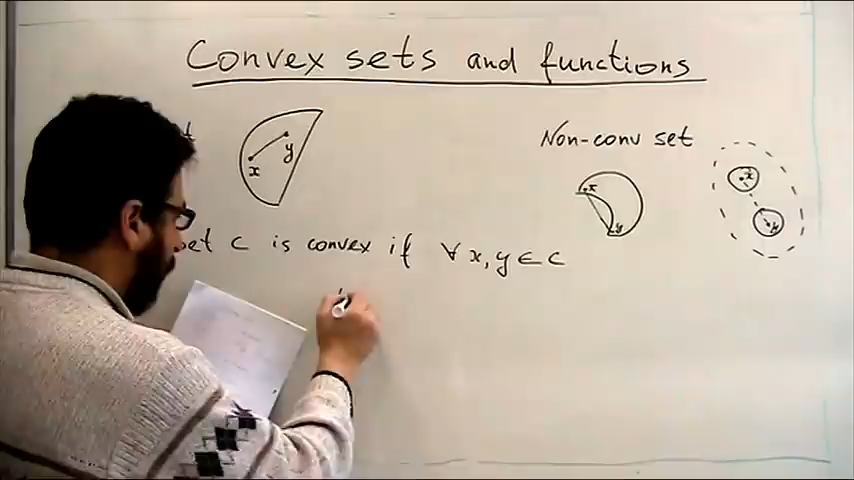 Convex sets and functions
Non-conv set
x y
x y
x y
set C is convex if ∀ x, y ∈ C